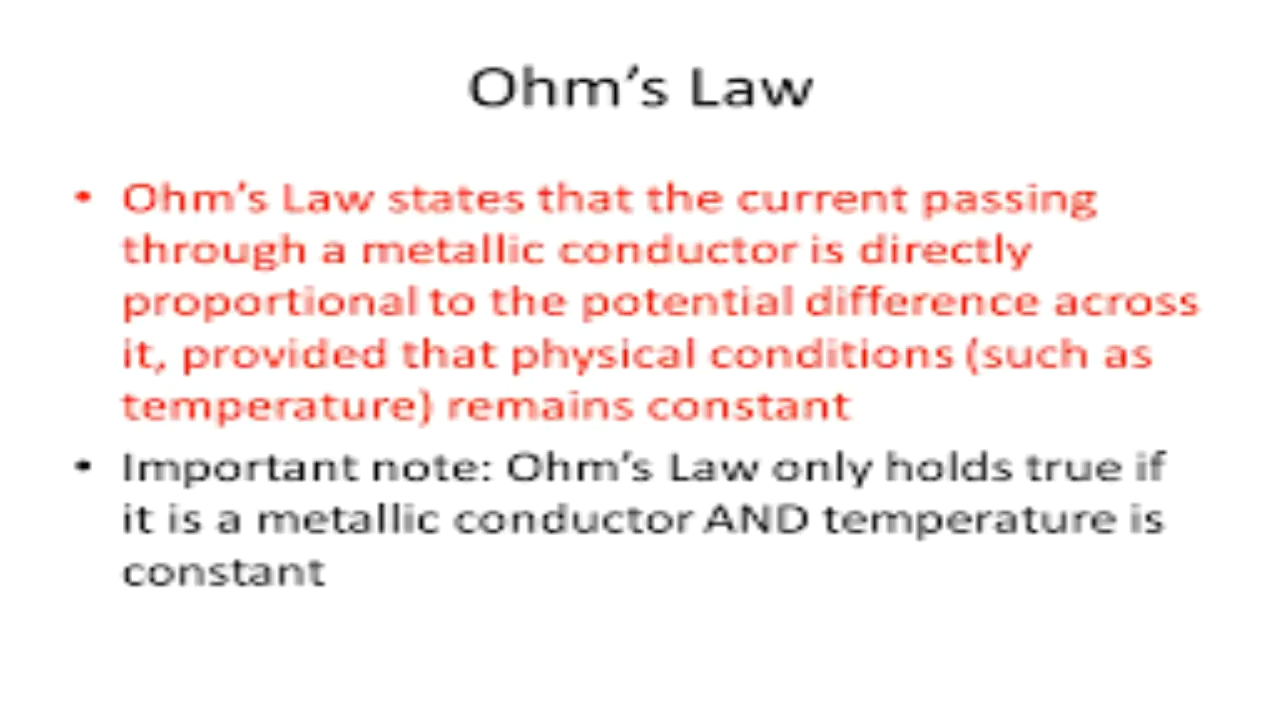 Ohm’s Law
• Ohm’s Law states that the current passing
through a metallic conductor is directly
proportional to the potential difference across
it, provided that physical conditions (such as
temperature) remains constant
• Important note: Ohm’s Law only holds true if
it is a metallic conductor AND temperature is
constant